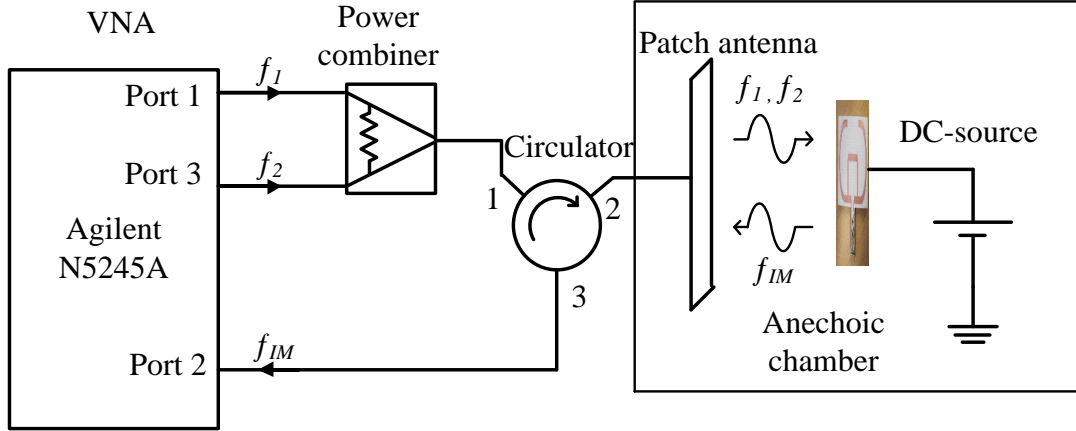 VNA
Power
combiner
Port 1
f1
Port 3
f2
Agilent
N5245A
Port 2
fIM
Circulator
1
2
3
Patch antenna
f1 , f2
fIM
DC-source
Anechoic
chamber